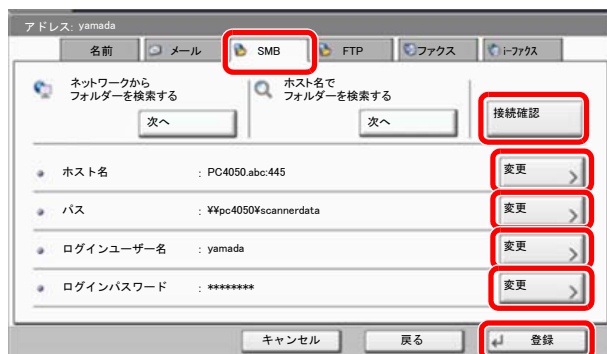 アドレス: yamada
名前 メール SMB FTP ファクス i-ファクス
ネットワークから
フォルダーを検索する
次へ
ホスト名で
フォルダーを検索する
次へ
接続確認
ホスト名 : PC4050.abc:445 変更
パス : ¥¥pc4050¥scannerdata 変更
ログインユーザー名 : yamada 変更
ログインパスワード : ******** 変更
キャンセル 戻る 登録